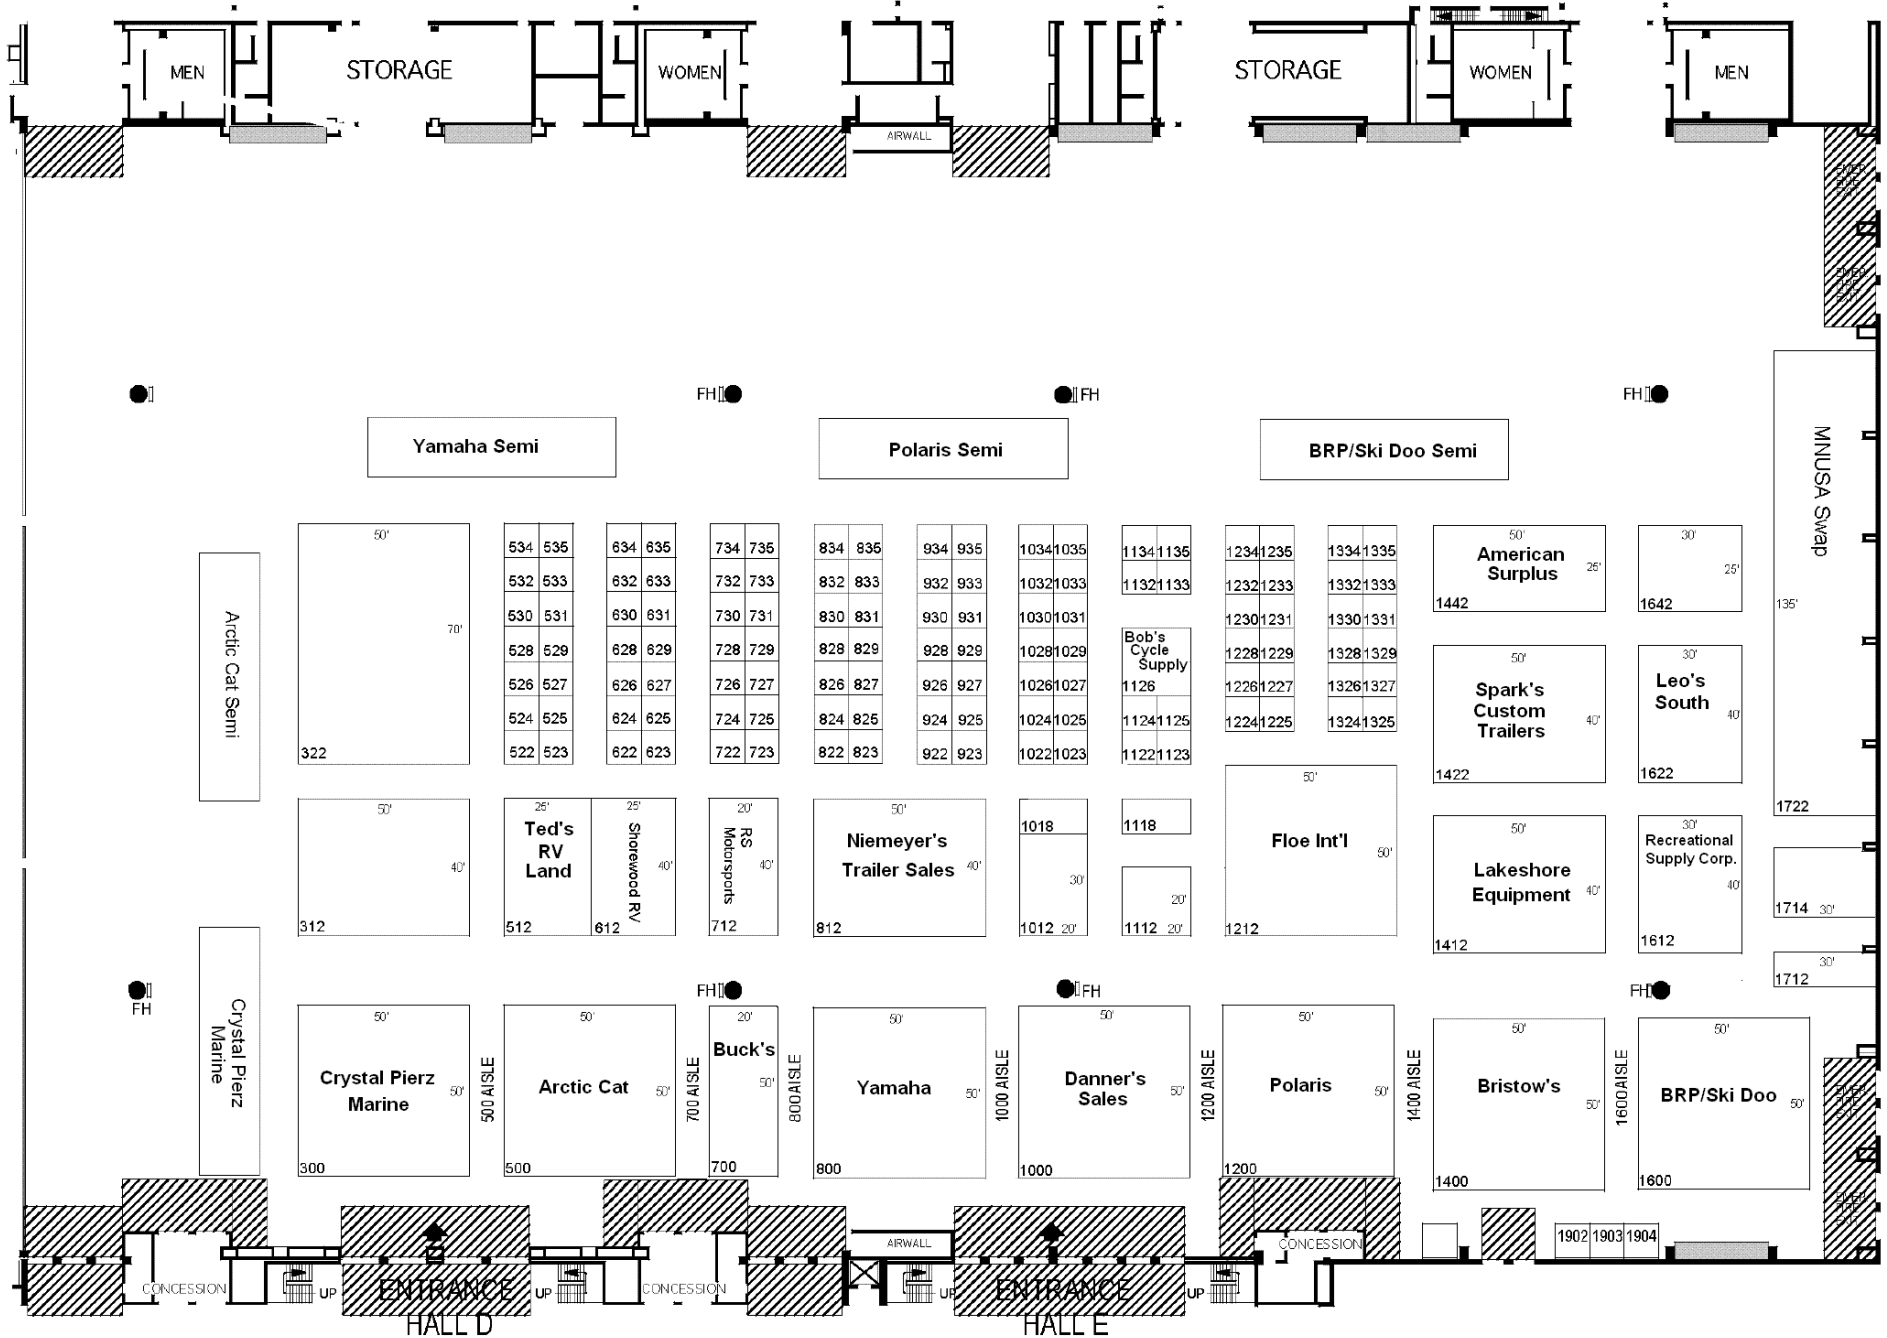 MEN
STORAGE
WOMEN
STORAGE
WOMEN
MEN
AIRWALL
FH
FH
FH
Yamaha Semi
Polaris Semi
BRP/Ski Doo Semi
MNUSA Swap
135'
1722
Arctic Cat Semi
50'
70'
322
534 535
532 533
530 531
528 529
526 527
524 525
522 523
634 635
632 633
630 631
628 629
626 627
624 625
622 623
734 735
732 733
730 731
728 729
726 727
724 725
722 723
834 835
832 833
830 831
828 829
826 827
824 825
822 823
934 935
932 933
930 931
928 929
926 927
924 925
922 923
1034 1035
1032 1033
1030 1031
1028 1029
1026 1027
1024 1025
1022 1023
1134 1135
1132 1133
Bob's
Cycle
Supply
1126
1124 1125
1122 1123
1234 1235
1232 1233
1230 1231
1228 1229
1226 1227
1224 1225
1334 1335
1332 1333
1330 1331
1328 1329
1326 1327
1324 1325
50'
American
Surplus
25'
1442
30'
25'
1642
50'
Spark's
Custom
Trailers
40'
1422
30'
Leo's
South
40'
1622
50'
40'
312
25'
Ted's
RV
Land
512
25'
Shorewood RV
40'
612
20'
RS
Motorsports
40'
712
50'
Niemeyer's
Trailer Sales
40'
812
1018
30'
1012 20'
1118
20'
1112 20'
50'
Floe Int'l
50'
1212
50'
Lakeshore
Equipment
40'
1412
30'
Recreational
Supply Corp.
40'
1612
1714 30'
30'
1712
FH
FH
FH
FH
Crystal Pierz
Marine
50'
Crystal Pierz
Marine
50'
300
500 AISLE
50'
Arctic Cat
50'
500
700 AISLE
20'
Buck's
50'
700
800 AISLE
50'
Yamaha
50'
800
1000 AISLE
50'
Danner's
Sales
50'
1000
1200 AISLE
50'
Polaris
50'
1200
1400 AISLE
50'
Bristow's
50'
1400
1600 AISLE
50'
BRP/Ski Doo
50'
1600
1902 1903 1904
CONCESSION
UP
ENTRANCE
HALL D
UP
CONCESSION
AIRWALL
UP
ENTRANCE
HALL E
UP
CONCESSION